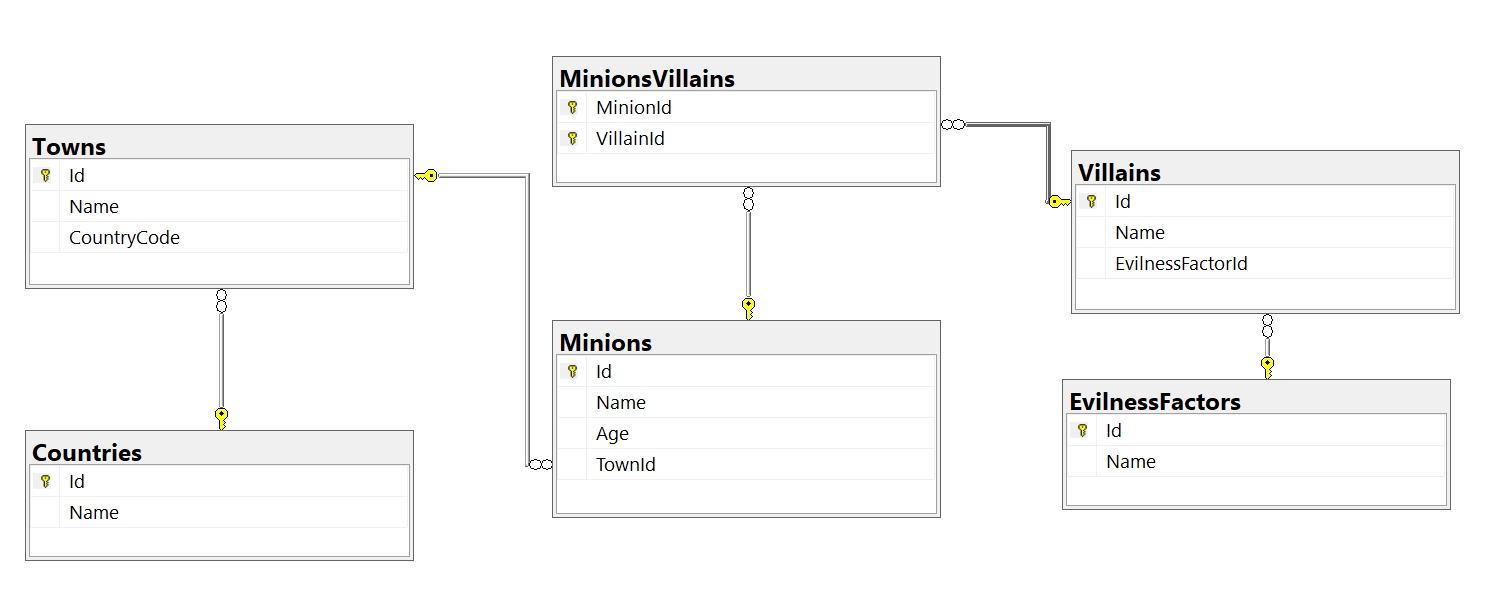 Towns
Id
Name
CountryCode
Countries
Id
Name
MinionsVillains
MinionId
VillainId
Minions
Id
Name
Age
TownId
Villains
Id
Name
EvilnessFactorId
EvilnessFactors
Id
Name